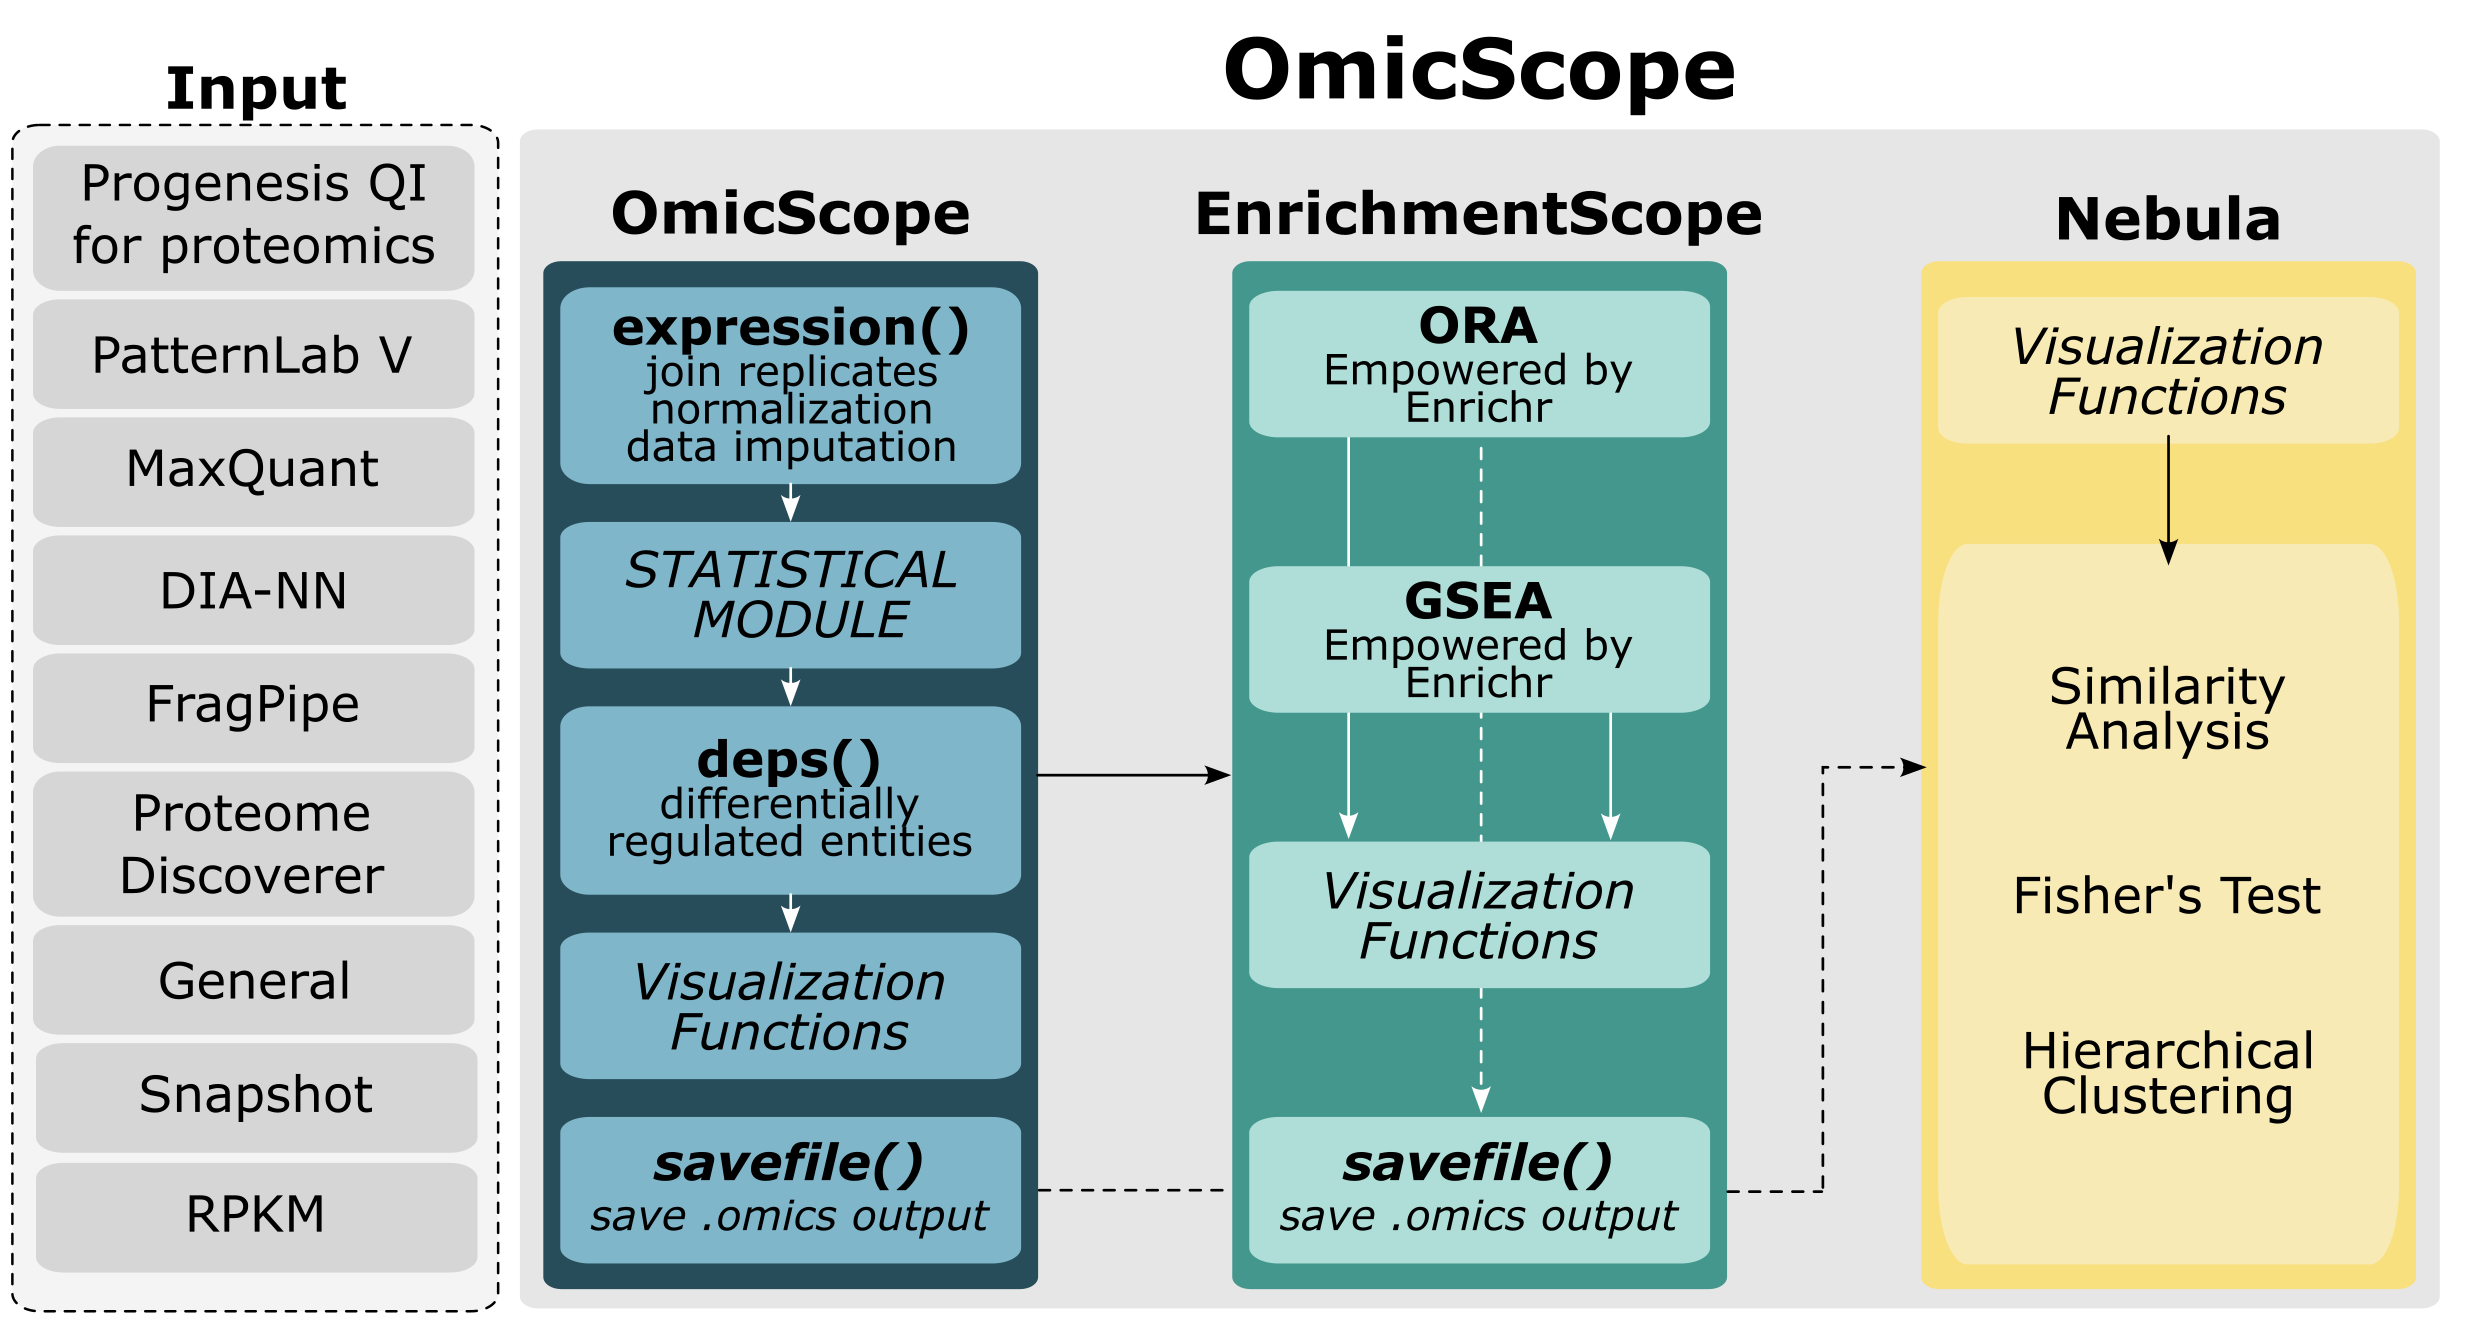 OmicScope
Input
Progenesis QI
for proteomics
PatternLab V
MaxQuant
DIA-NN
FragPipe
Proteome
Discoverer
General
Snapshot
RPKM
OmicScope
expression()
join replicates
normalization
data imputation
STATISTICAL
MODULE
deps()
differentially
regulated entities
Visualization
Functions
savefile()
save .omics output
EnrichmentScope
ORA
Empowered by
Enrichr
GSEA
Empowered by
Enrichr
Visualization
Functions
savefile()
save .omics output
Nebula
Visualization
Functions
Similarity
Analysis
Fisher's Test
Hierarchical
Clustering